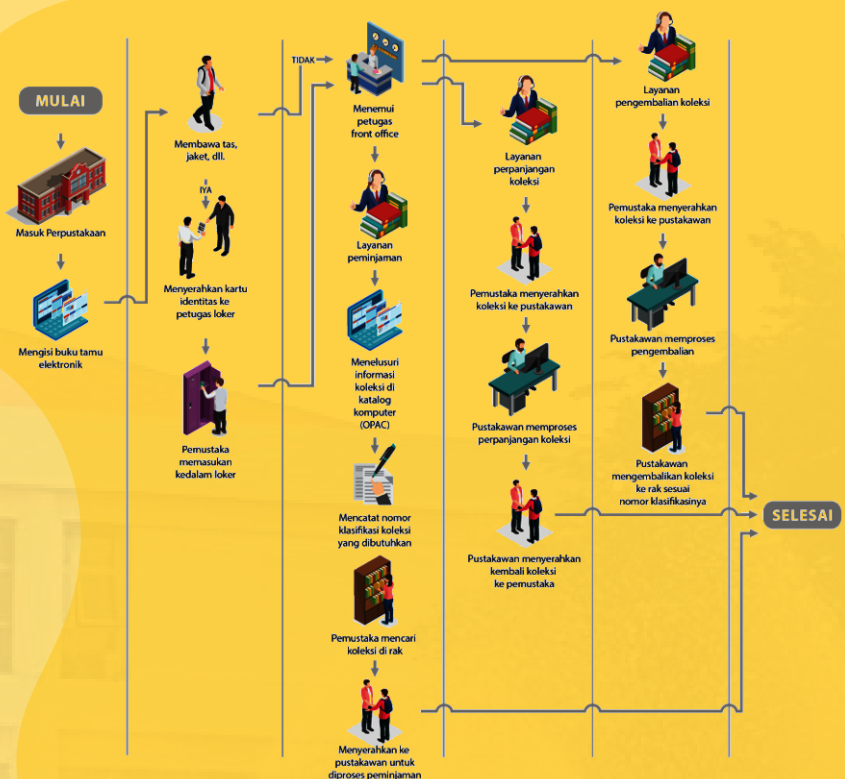 MULAI
Masuk Perpustakaan
Mengisi buku tamu
elektronik
Membawa tas,
jaket, dll.
IYA
Menyerahkan kartu
identitas ke
petugas loker
Pemustaka
memasukan
kedalam loker
TIDAK
Menemui
petugas
front office
Layanan
peminjaman
Menelusuri
informasi
koleksi di
katalog
komputer
(OPAC)
Mencatat nomor
klasifikasi koleksi
yang dibutuhkan
Pemustaka mencari
koleksi di rak
Menyerahkan ke
pustakawan untuk
diproses peminjaman
Layanan
perpanjangan
koleksi
Pemustaka menyerahkan
koleksi ke pustakawan
Pustakawan memproses
perpanjangan koleksi
Pustakawan menyerahkan
kembali koleksi
ke pemustaka
Layanan
pengembalian koleksi
Pemustaka menyerahkan
koleksi ke pustakawan
Pustakawan memproses
pengembalian
Pustakawan
mengembalikan koleksi
ke rak sesuai
nomor klasifikasinya
SELESAI